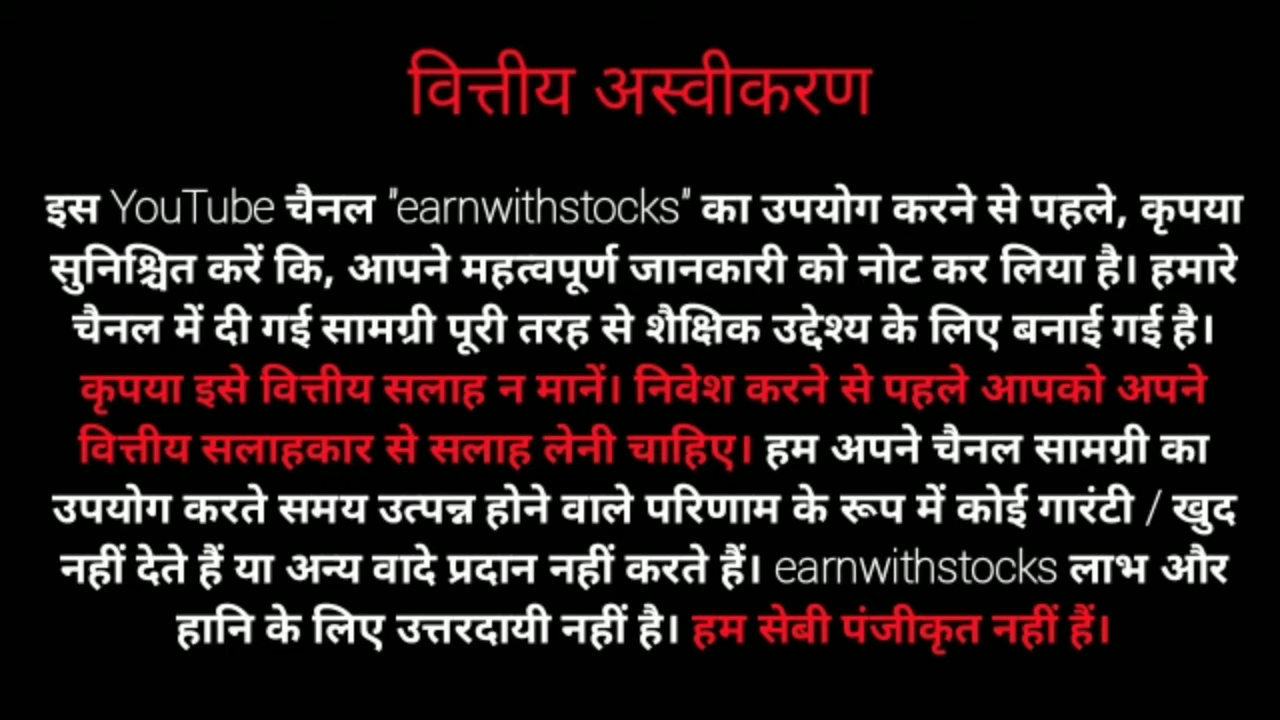 वित्तीय अस्वीकरण
इस YouTube चैनल "earnwithstocks" का उपयोग करने से पहले, कृपया
सुनिश्चित करें कि, आपने महत्वपूर्ण जानकारी को नोट कर लिया है। हमारे
चैनल में दी गई सामग्री पूरी तरह से शैक्षिक उद्देश्य के लिए बनाई गई है।
कृपया इसे वित्तीय सलाह न मानें। निवेश करने से पहले आपको अपने
वित्तीय सलाहकार से सलाह लेनी चाहिए। हम अपने चैनल सामग्री का
उपयोग करते समय उत्पन्न होने वाले परिणाम के रूप में कोई गारंटी / खुद
नहीं देते हैं या अन्य वादे प्रदान नहीं करते हैं। earnwithstocks लाभ और
हानि के लिए उत्तरदायी नहीं है। हम सेबी पंजीकृत नहीं हैं।